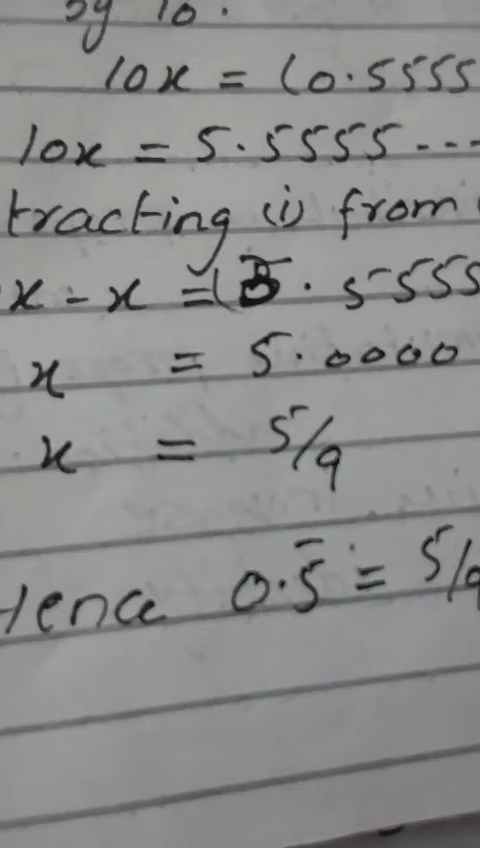 by 10.
10x = (0.5555
10x = 5.5555...
tracting (i) from
x - x = (5.5555
x = 5.0000
x = 5/9
Hence 0.5̅ = 5/9